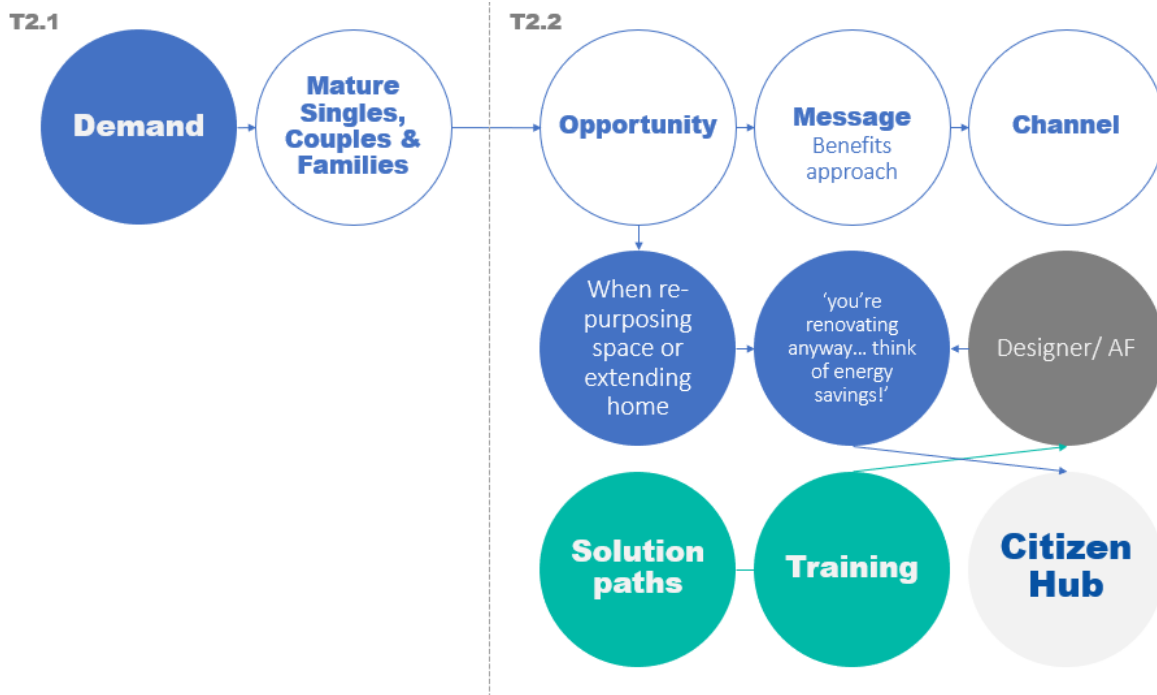 T2.1
T2.2
Demand
Mature
Singles,
Couples &
Families
Opportunity
Message
Benefits
approach
Channel
When re-
purposing
space or
extending
home
‘you’re
renovating
anyway… think
of energy
savings!’
Designer/ AF
Solution
paths
Training
Citizen
Hub